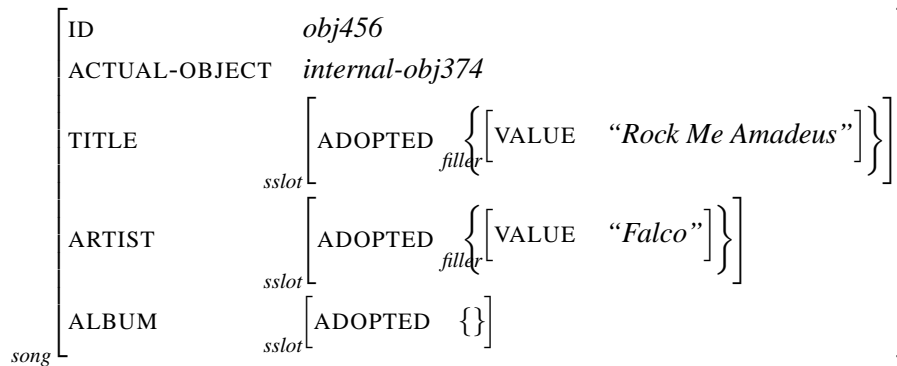 ID obj456
ACTUAL-OBJECT internal-obj374
TITLE sslot [ADOPTED filler {[VALUE “Rock Me Amadeus”]}]
ARTIST sslot [ADOPTED filler {[VALUE “Falco”]}]
ALBUM sslot [ADOPTED {}]
song